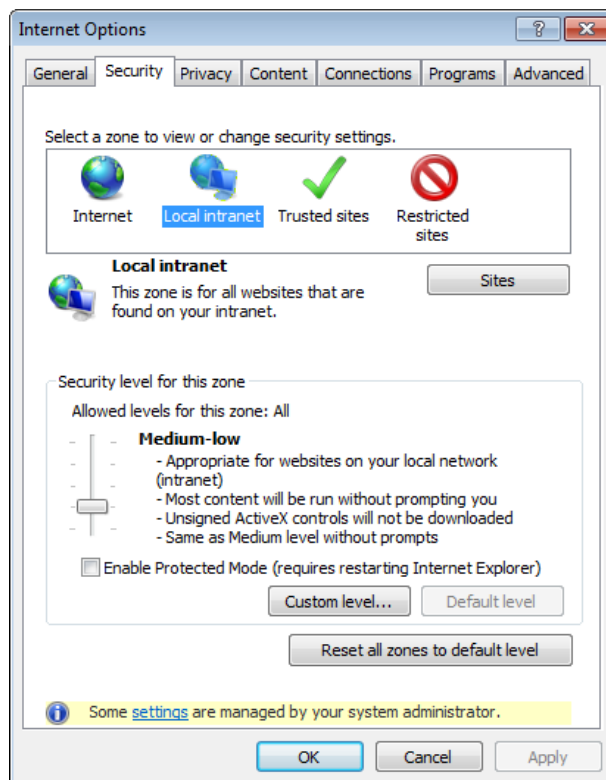 Internet Options
General Security Privacy Content Connections Programs Advanced
Select a zone to view or change security settings.
Internet Local intranet Trusted sites Restricted
sites
Local intranet
Sites
This zone is for all websites that are
found on your intranet.
Security level for this zone
Allowed levels for this zone: All
Medium-low
- Appropriate for websites on your local network
(intranet)
- Most content will be run without prompting you
- Unsigned ActiveX controls will not be downloaded
- Same as Medium level without prompts
Enable Protected Mode (requires restarting Internet Explorer)
Custom level... Default level
Reset all zones to default level
Some settings are managed by your system administrator.
OK Cancel Apply